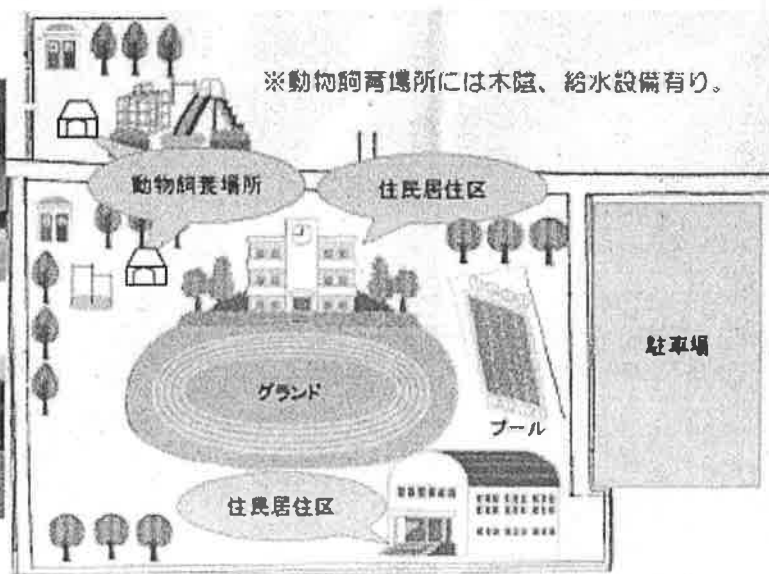 ※動物飼育場所には木陰、給水設備有り。
動物飼養場所
住民居住区
駐車場
グランド
プール
住民居住区